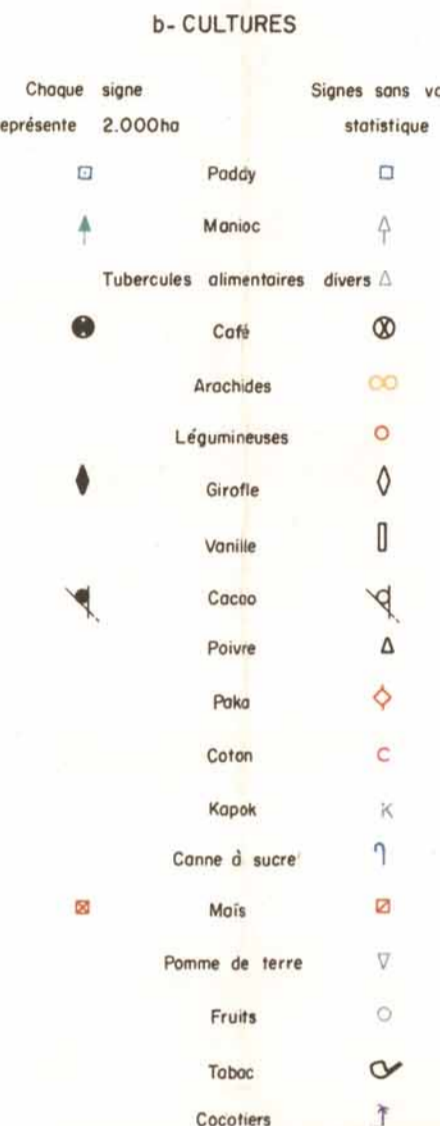 b- CULTURES
Chaque signe
Signes sans
2.000ha
statistique
Paddy
Manioc
Tubercules alimentaires divers
Café
Arachides
Légumineuses
Girofle
Vanille
Cacao
Poivre
Paka
Coton
Kapok
Canne à sucre
Maïs
Pomme de terre
Fruits
Tabac
Cocotiers